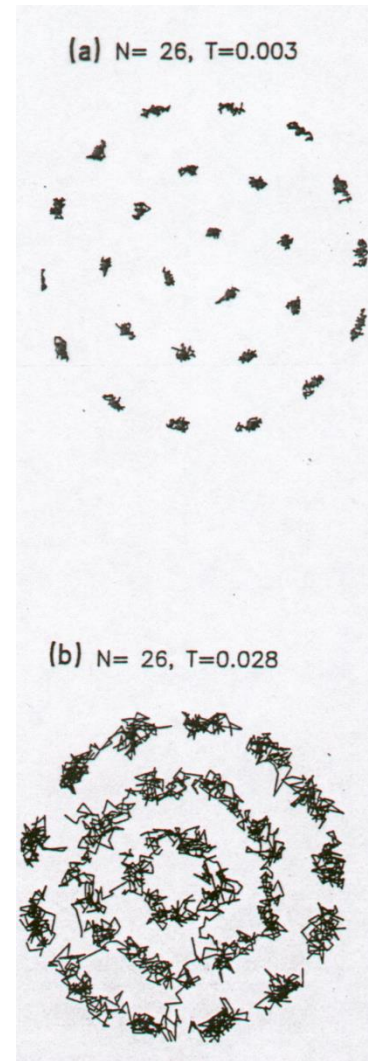 (a) N= 26, T=0.003
(b) N= 26, T=0.028